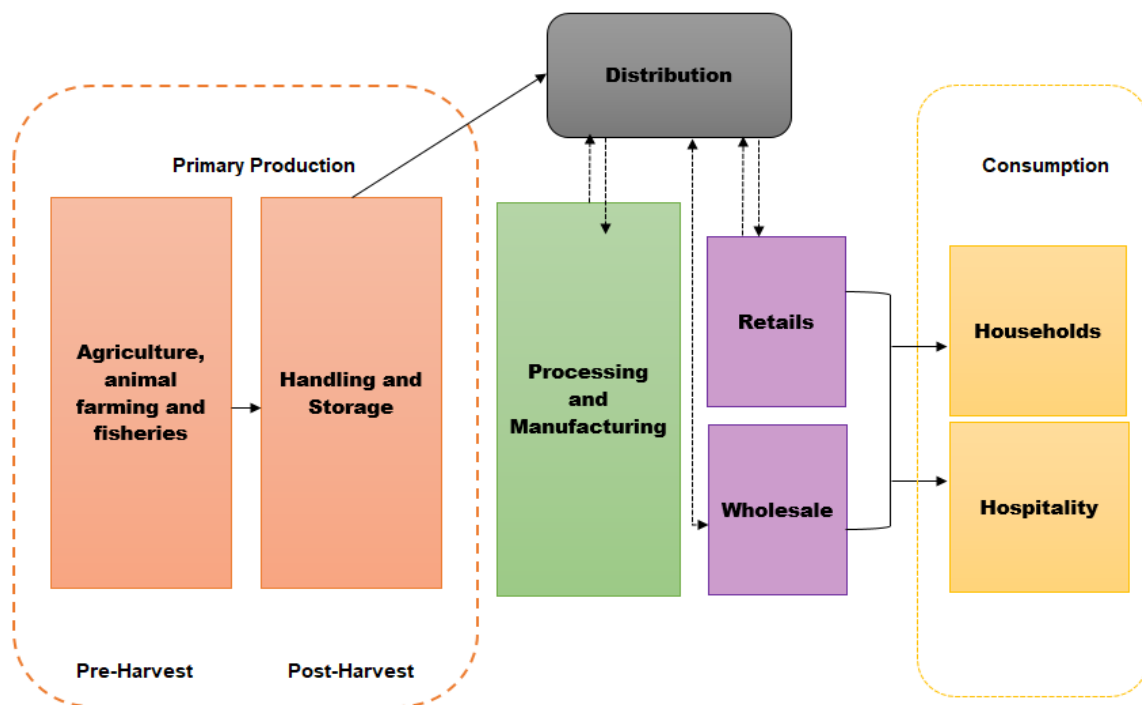 Distribution
Primary Production
Consumption
Agriculture,
animal
farming and
fisheries
Handling and
Storage
Processing
and
Manufacturing
Retails
Wholesale
Households
Hospitality
Pre-Harvest
Post-Harvest